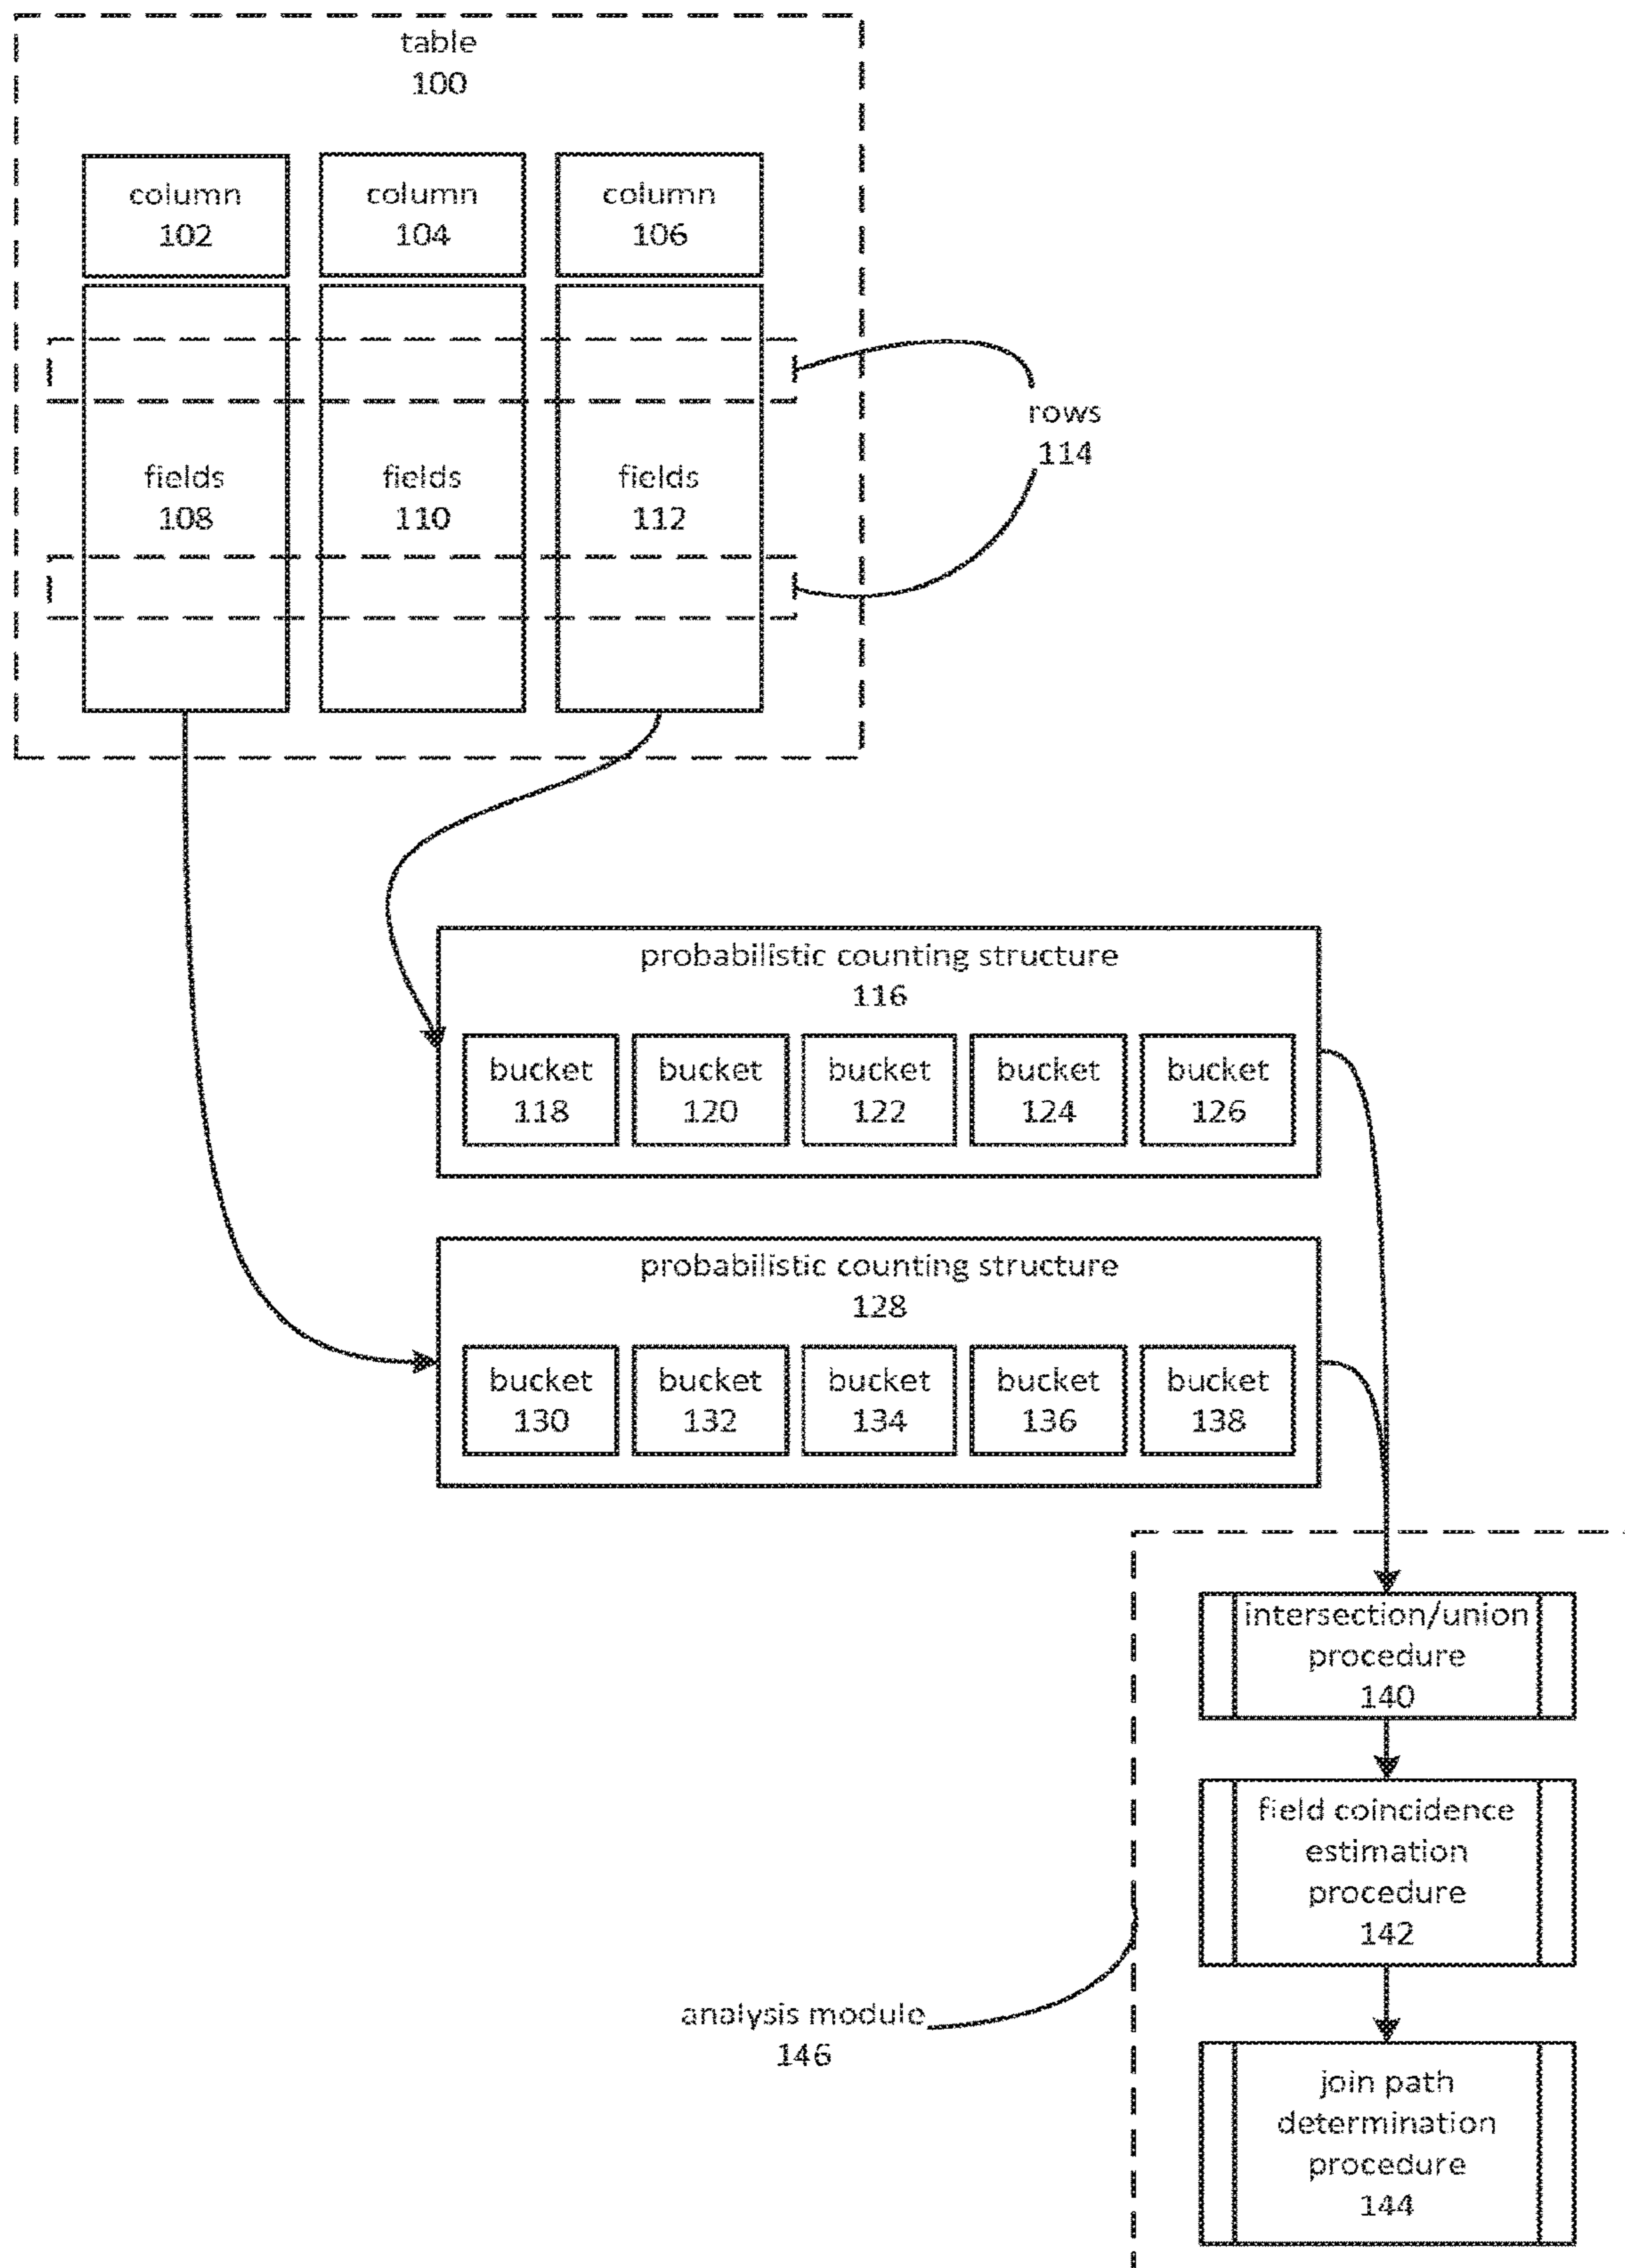 table
100
column
102
column
104
column
106
rows
114
fields
108
fields
110
fields
112
probabilistic counting structure
116
bucket
118
bucket
120
bucket
122
bucket
124
bucket
126
probabilistic counting structure
128
bucket
130
bucket
132
bucket
134
bucket
136
bucket
138
intersection/union
procedure
140
field coincidence
estimation
procedure
142
analysis module
146
join path
determination
procedure
144